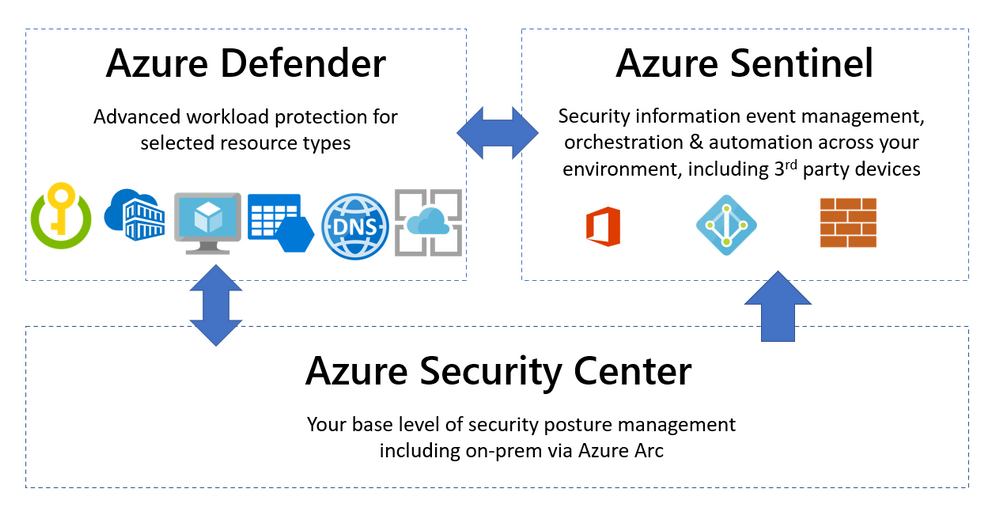 Azure Defender
Advanced workload protection for
selected resource types
DNS
Azure Sentinel
Security information event management,
orchestration & automation across your
environment, including 3rd party devices
Azure Security Center
Your base level of security posture management
including on-prem via Azure Arc